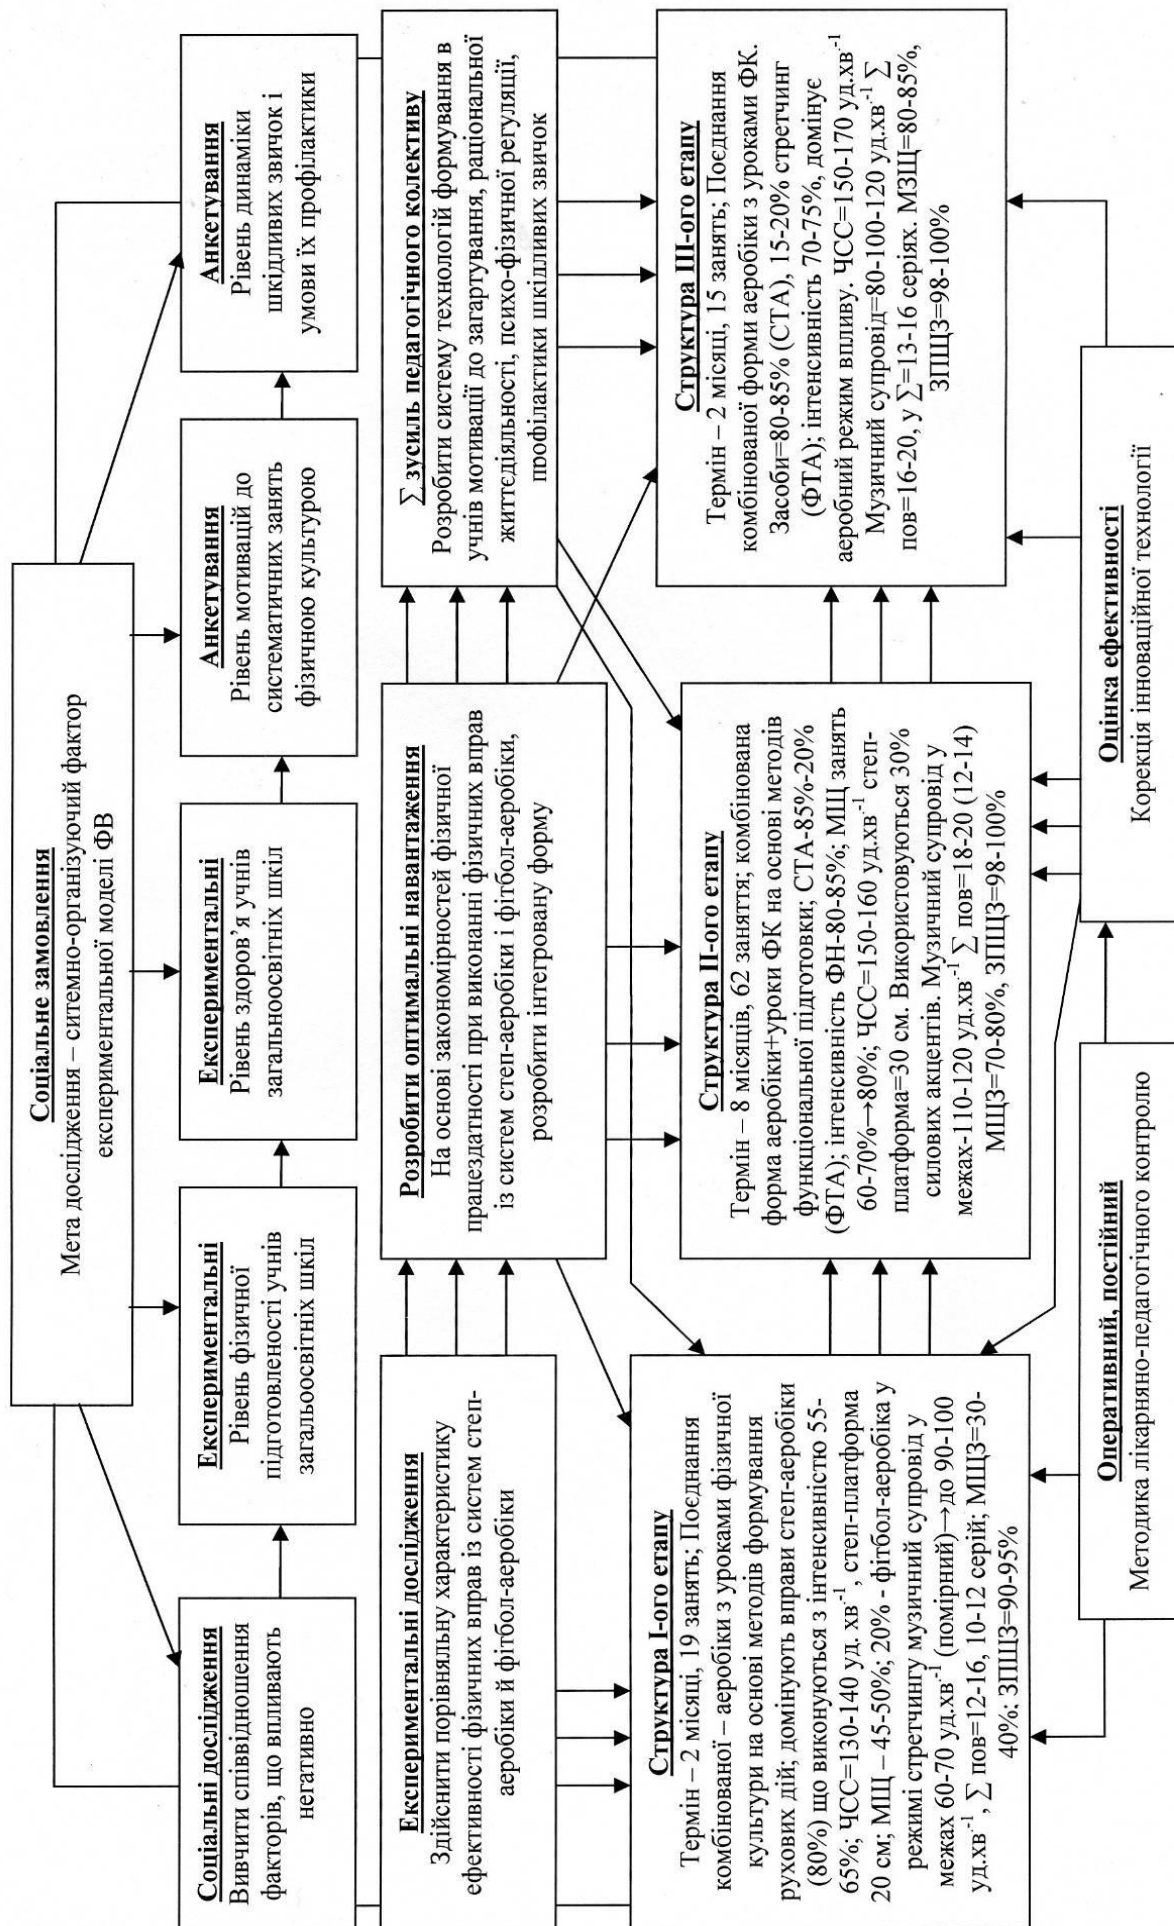 Соціальне замовлення
Мета дослідження – ситемно-організуючий фактор
експериментальної моделі ФВ
Соціальні дослідження
Вивчити співвідношення
факторів, що впливають
негативно
Експериментальні
Рівень фізичної
підготовленості учнів
загальоосвітніх шкіл
Експериментальні
Рівень здоров'я учнів
загальноосвітніх шкіл
Анкетування
Рівень мотивацій до
систематичних занять
фізичною культурою
Анкетування
Рівень динаміки
шкідливих звичок і
умови їх профілактики
Експериментальні дослідження
Здійснити порівняльну характеристику
ефективності фізичних вправ із систем степ-
аеробіки й фітбол-аеробіки
Розробити оптимальні навантаження
На основі закономірностей фізичної
працездатності при виконанні фізичних вправ
із систем степ-аеробіки і фітбол-аеробіки,
розробити інтегровану форму
∑ зусиль педагогічного колективу
Розробити систему технологій формування в
учнів мотивації до загартування, раціональної
життєдіяльності, психо-фізичної регуляції,
профілактики шкідливих звичок
Структура І-ого етапу
Термін – 2 місяці, 19 занять; Поєднання
комбінованої – аеробіки з уроками фізичної
культури на основі методів формування
рухових дій; домінують вправи степ-аеробіки
(80%) що виконуються з інтенсивністю 55-
65%; ЧСС=130-140 уд. хв⁻¹, степ-платформа
20 см; МЩ – 45-50%; 20% - фітбол-аеробіка у
режимі стретчингу музичний супровід у
межах 60-70 уд.хв⁻¹ (помірний)→до 90-100
уд.хв⁻¹, ∑ пов=12-16, 10-12 серій; МЩЗ=30-
40%; ЗПЩЗ=90-95%
Структура ІІ-ого етапу
Термін – 8 місяців, 62 заняття; комбінована
форма аеробіки+уроки ФК на основі методів
функціональної підготовки; СТА-85%-20%
(ФТА); інтенсивність ФН-80-85%; МЩ занять
60-70%→80%; ЧСС=150-160 уд.хв⁻¹ степ-
платформа=30 см. Використовуються 30%
силових акцентів. Музичний супровід у
межах-110-120 уд.хв⁻¹ ∑ пов=18-20 (12-14)
МЩЗ=70-80%, ЗПЩЗ=98-100%
Структура ІІІ-ого етапу
Термін – 2 місяці, 15 занять; Поєднання
комбінованої форми аеробіки з уроками ФК.
Засоби=80-85% (СТА), 15-20% стретчинг
(ФТА); інтенсивність 70-75%, домінує
аеробний режим впливу. ЧСС=150-170 уд.хв⁻¹
Музичний супровід=80-100-120 уд.хв⁻¹ ∑
пов=16-20, у ∑=13-16 серіях. МЗЩ=80-85%,
ЗПЩЗ=98-100%
Оперативний, постійний
Методика лікарняно-педагогічного контролю
Оцінка ефективності
Корекція інноваційної технології